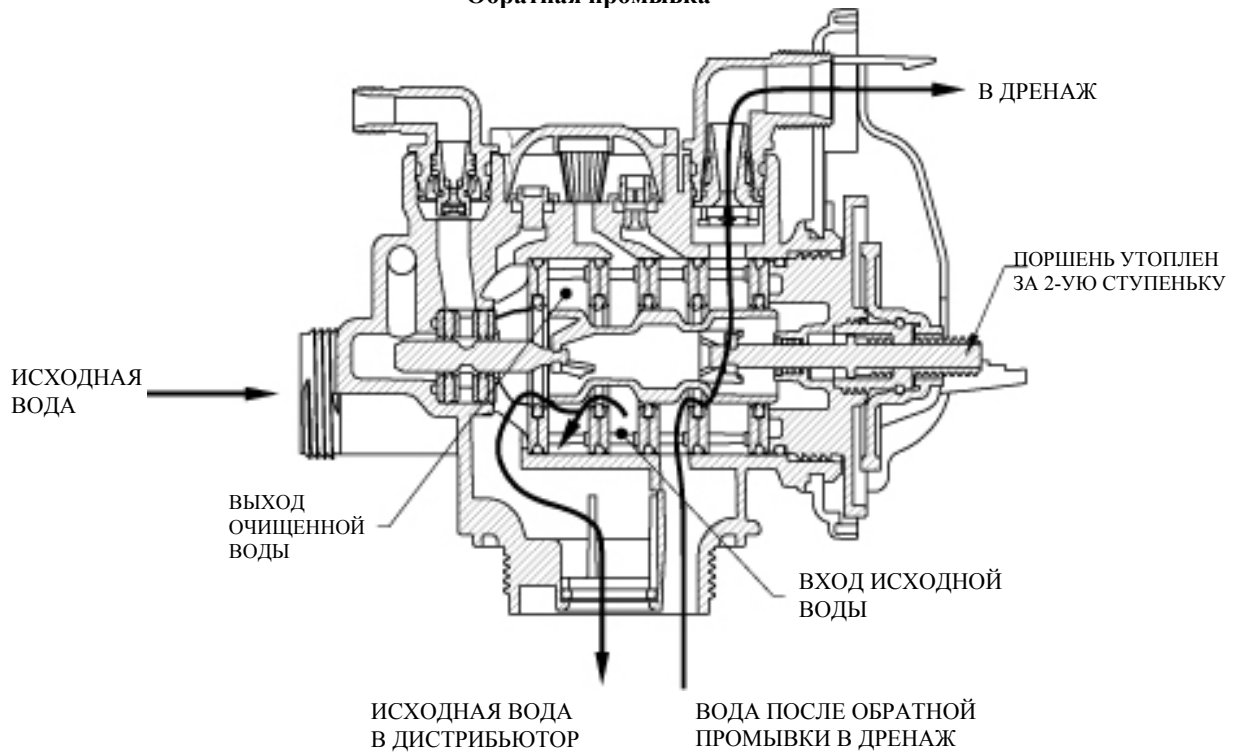 Обратная промывка
В ДРЕНАЖ
ПОРШЕНЬ УТОПЛЕН
ЗА 2-УЮ СТУПЕНЬКУ
ИСХОДНАЯ
ВОДА
ВЫХОД
ОЧИЩЕННОЙ
ВОДЫ
ВХОД ИСХОДНОЙ
ВОДЫ
ИСХОДНАЯ ВОДА
В ДИСТРИБЬЮТОР
ВОДА ПОСЛЕ ОБРАТНОЙ
ПРОМЫВКИ В ДРЕНАЖ